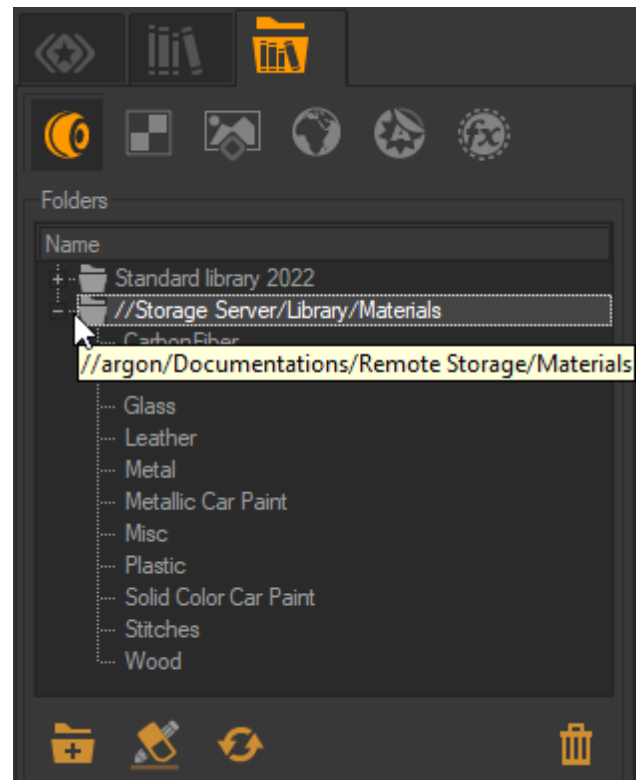 Folders
Name
Standard library 2022
//Storage Server/Library/Materials
CarbonFiber
//argon/Documentations/Remote Storage/Materials
Glass
Leather
Metal
Metallic Car Paint
Misc
Plastic
Solid Color Car Paint
Stitches
Wood